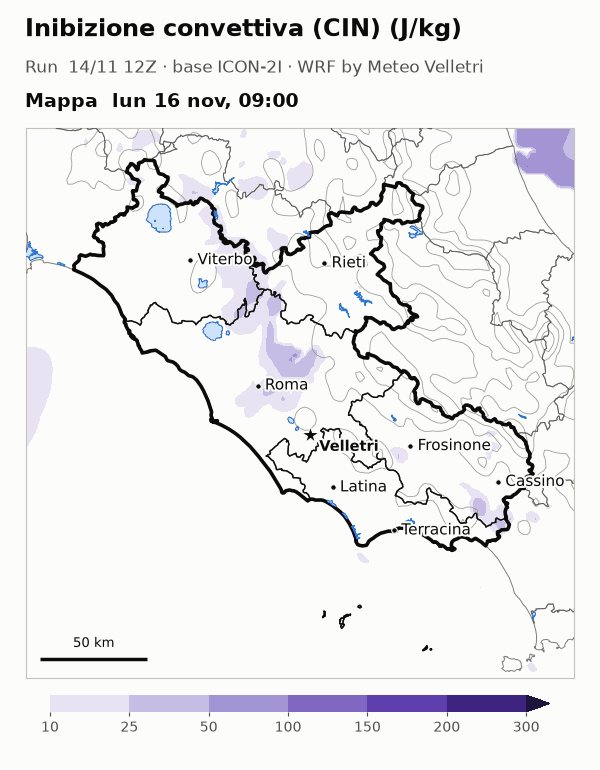 Inibizione convettiva (CIN) (J/kg)
Run  14/11 12Z · base ICON-2I · WRF by Meteo Velletri
Mappa  lun 16 nov, 09:00
Viterbo
Rieti
Roma
Velletri
Frosinone
Cassino
Latina
Terracina
50 km
10 25 50 100 150 200 300